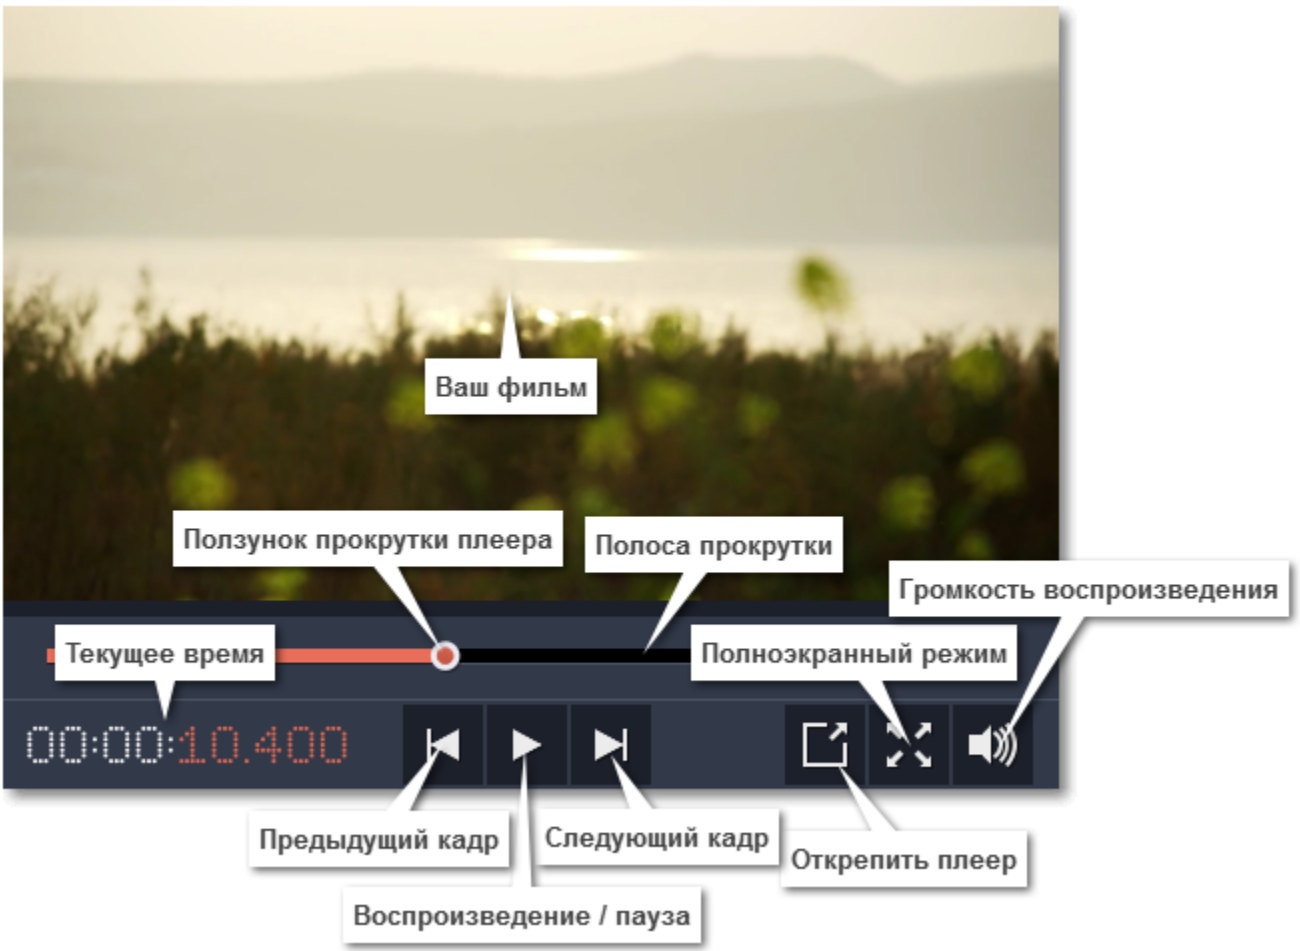 Ваш фильм
Ползунок прокрутки плеера
Полоса прокрутки
Громкость воспроизведения
Текущее время
Полноэкранный режим
00:00:10.400
Предыдущий кадр
Следующий кадр
Открепить плеер
Воспроизведение / пауза